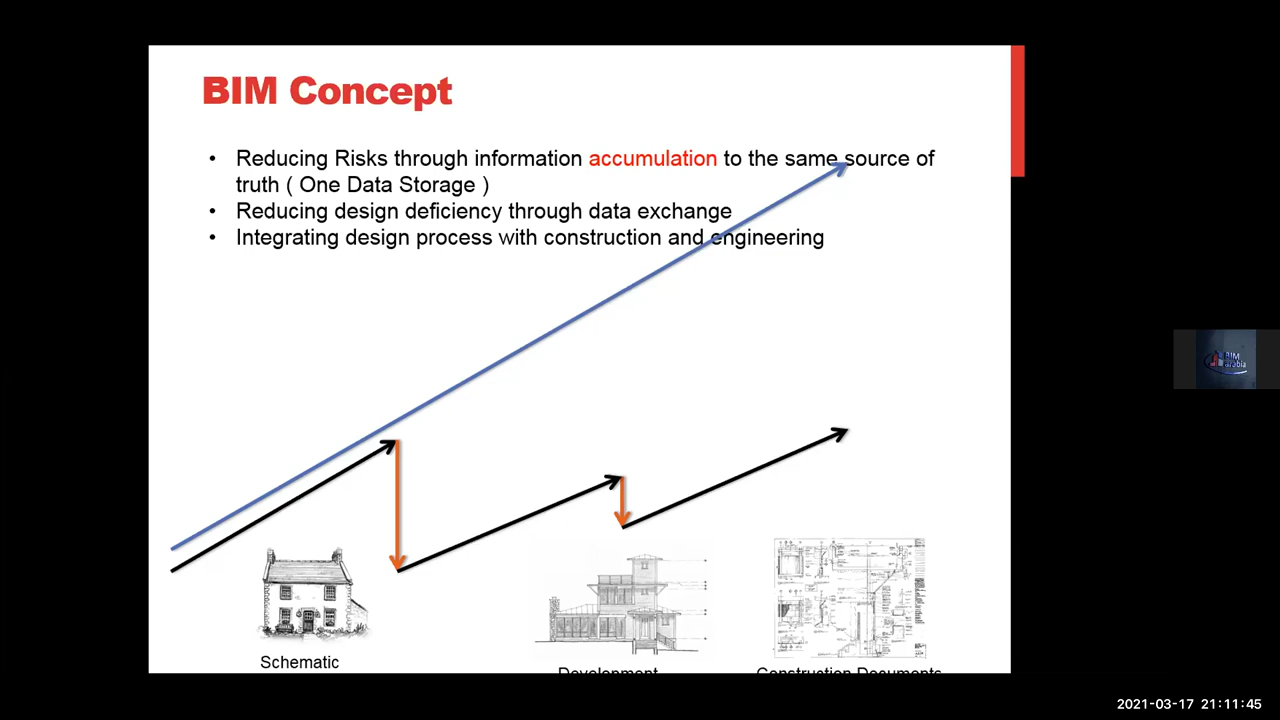 BIM Concept
• Reducing Risks through information accumulation to the same source of
truth ( One Data Storage )
• Reducing design deficiency through data exchange
• Integrating design process with construction and engineering
BIM
arabia
Schematic
Development
Construction Documents
2021-03-17 21:11:45